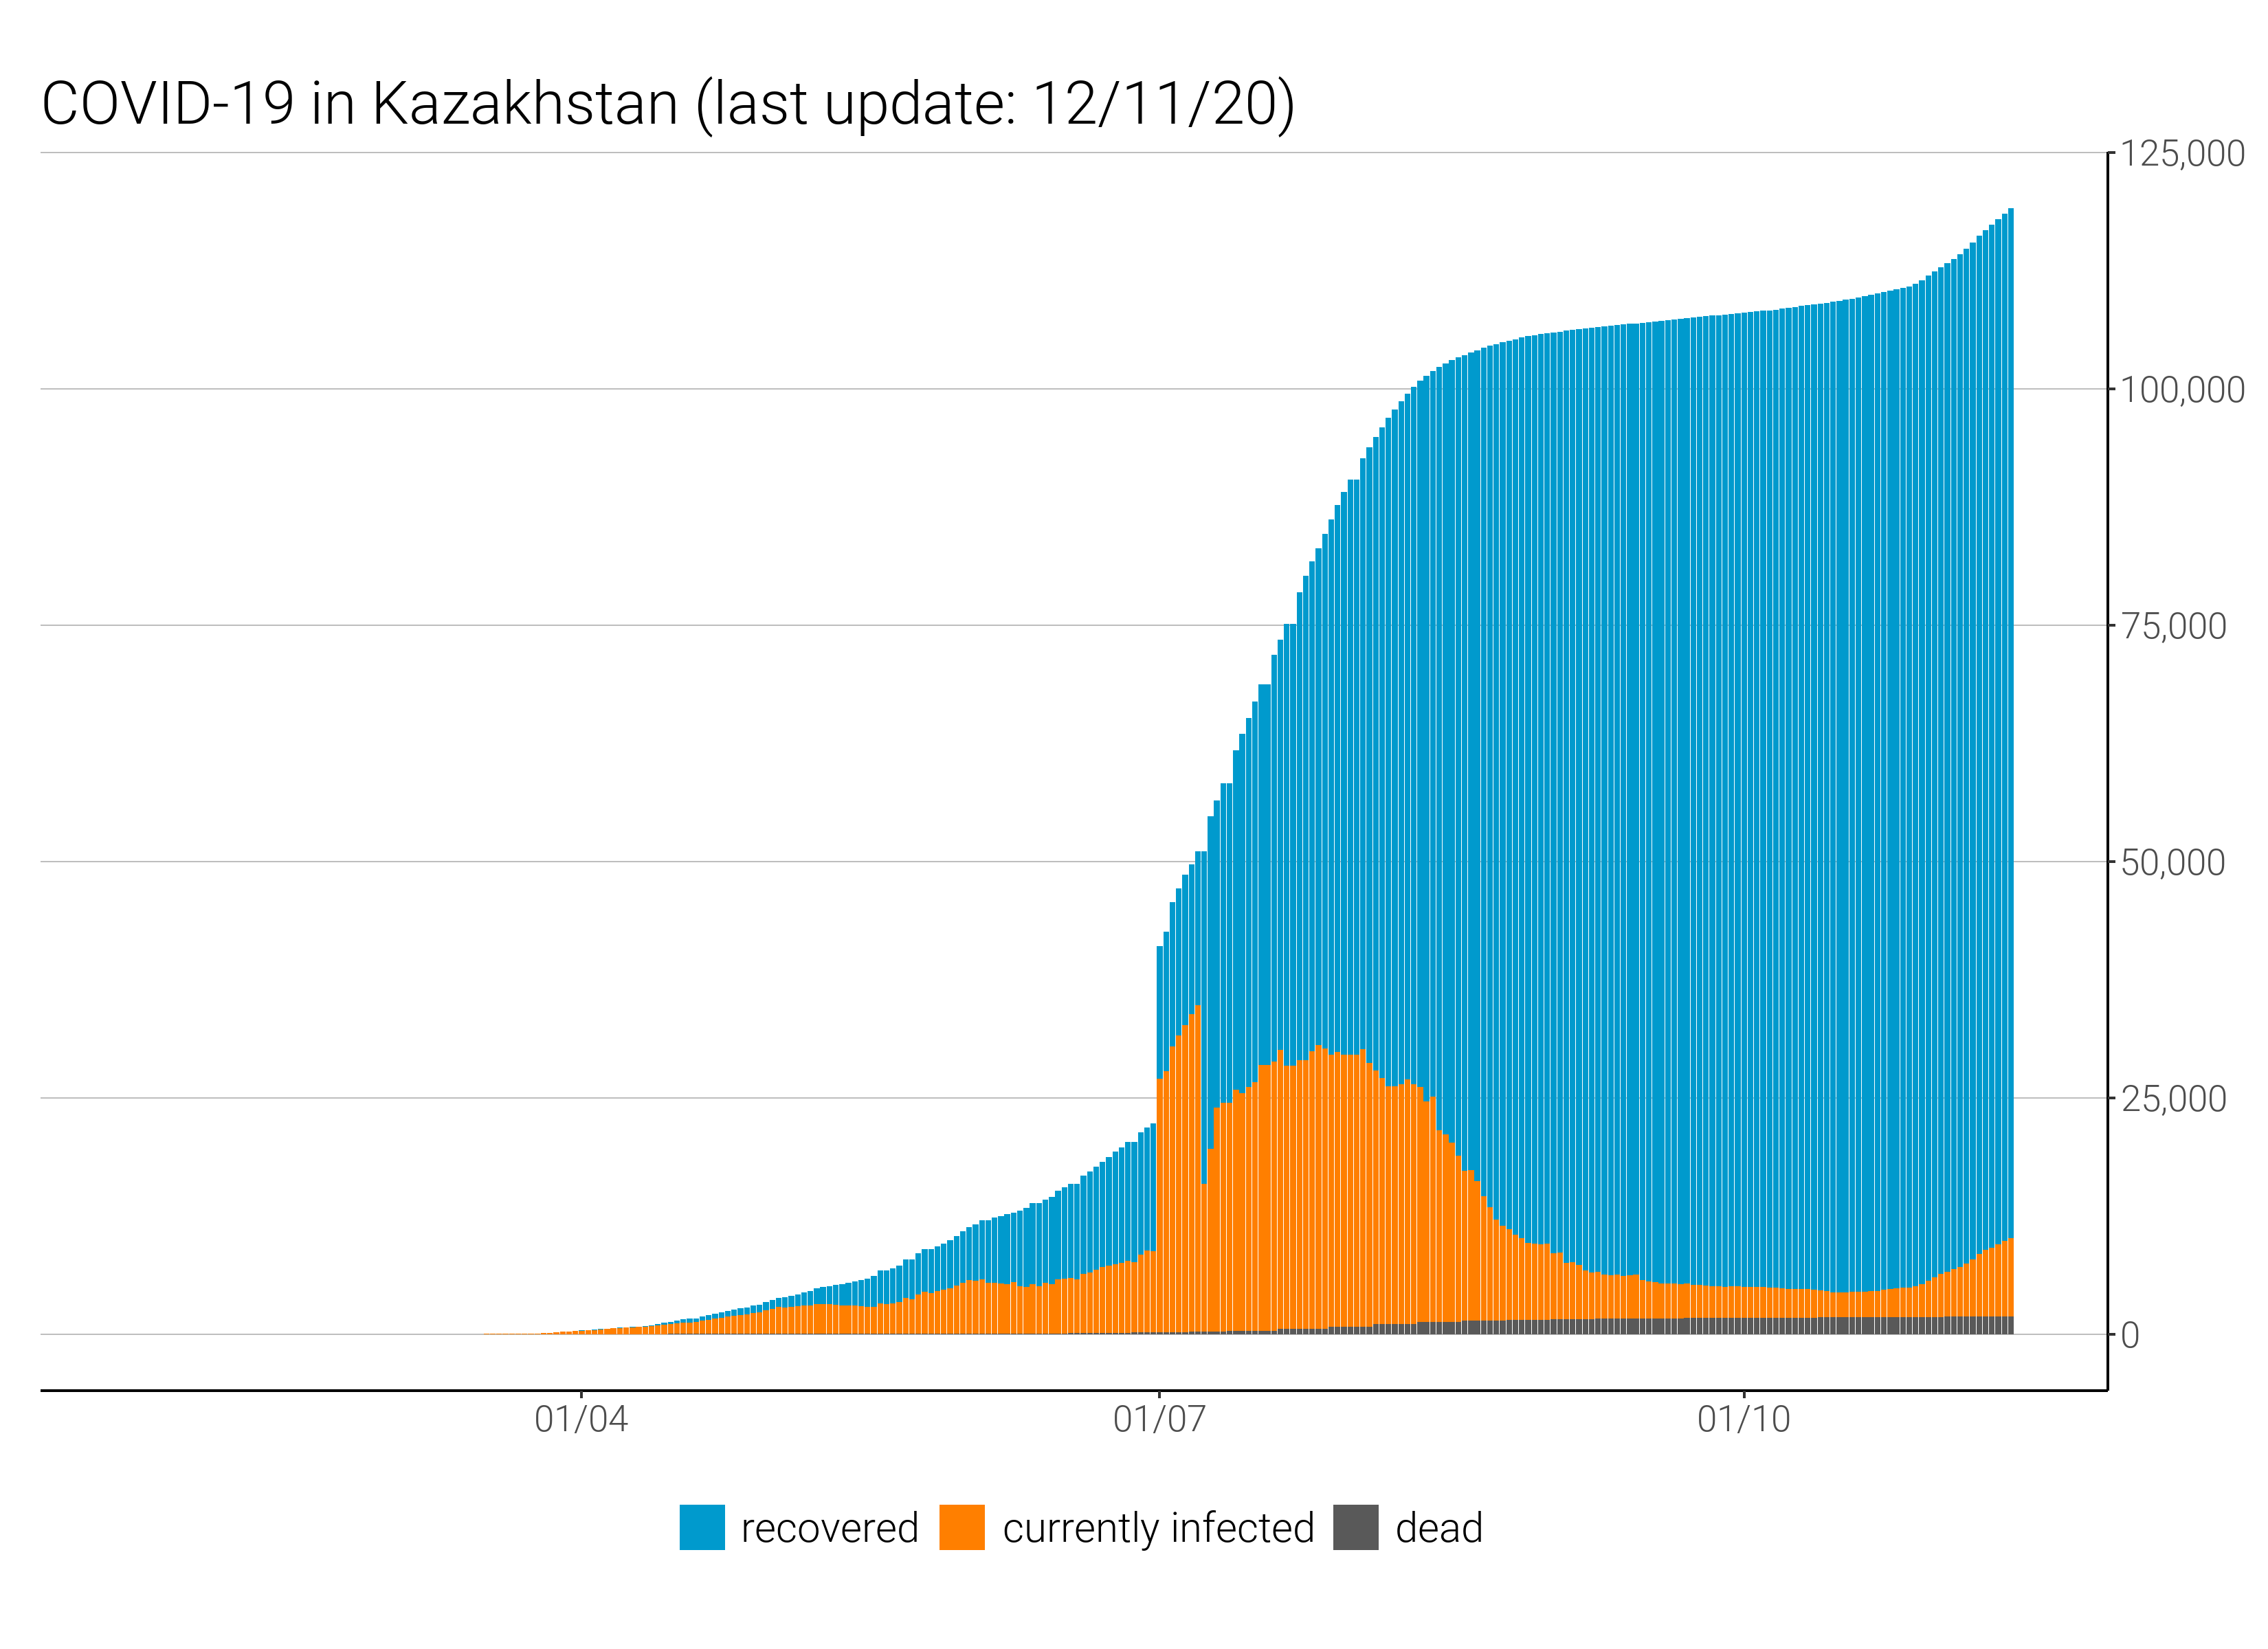 COVID-19 in Kazakhstan (last update: 12/11/20)
125,000
100,000
75,000
50,000
25,000
0
01/04 01/07 01/10
recovered currently infected dead